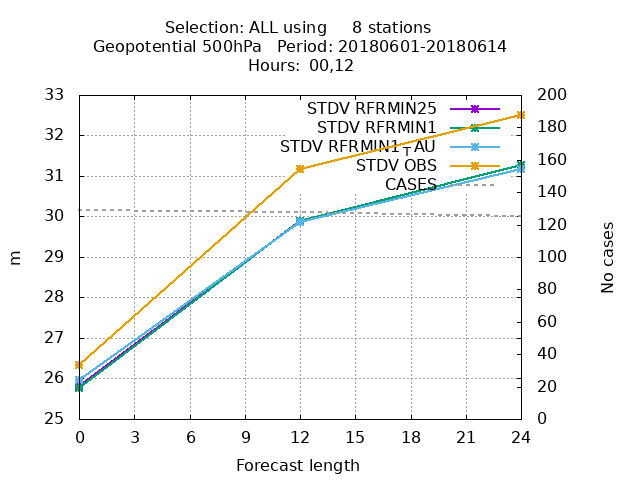 Selection: ALL using     8 stations
Geopotential 500hPa   Period: 20180601-20180614
Hours:  00,12
33
32
31
30
29
28
27
26
25
200
180
160
140
120
100
80
60
40
20
0
STDV RFRMIN25
STDV RFRMIN1
STDV RFRMIN1_TAU
STDV OBS
CASES
m
No cases
0 3 6 9 12 15 18 21 24
Forecast length